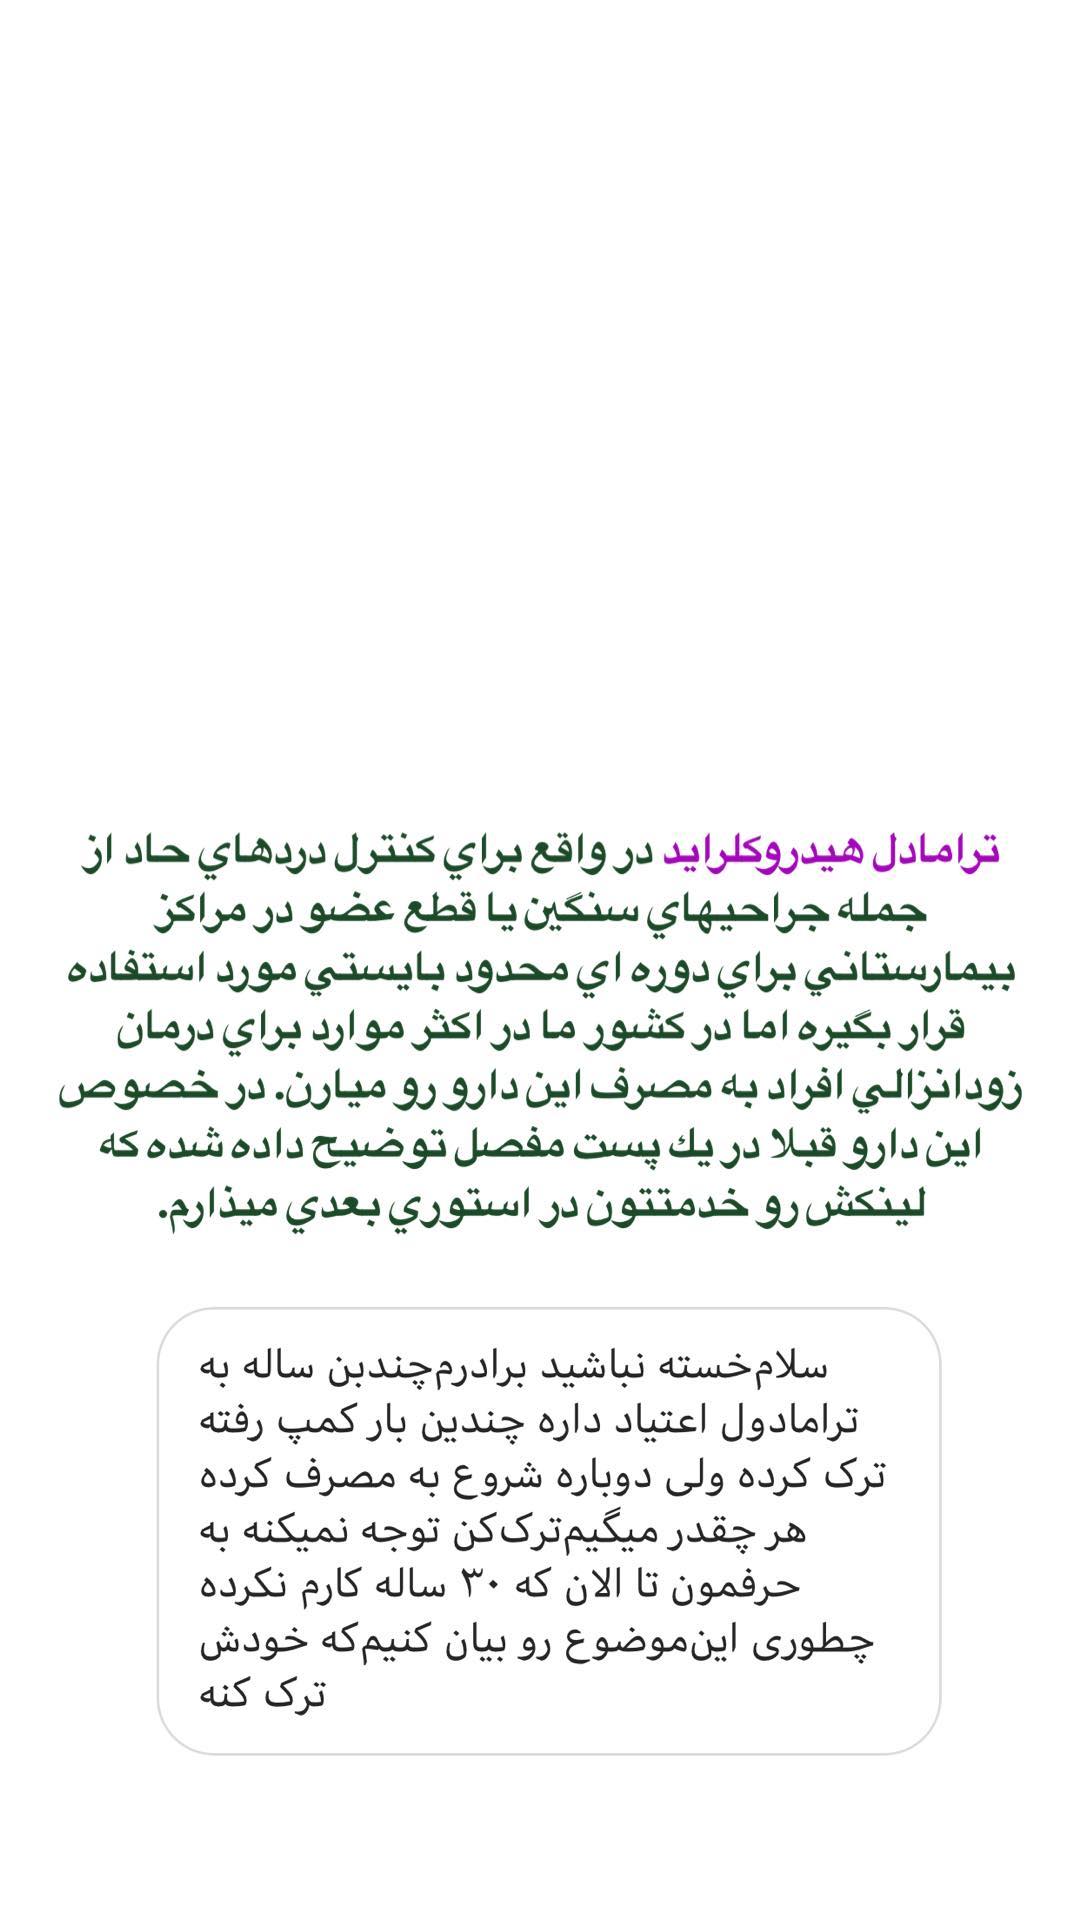 ترامادل هيدروكلرايد در واقع براي كنترل دردهاي حاد از
جمله جراحيهاي سنگين يا قطع عضو در مراكز
بيمارستاني براي دوره اي محدود بايستي مورد استفاده
قرار بگيره اما در كشور ما در اكثر موارد براي درمان
زودانزالي افراد به مصرف اين دارو رو ميارن. در خصوص
اين دارو قبلا در يك پست مفصل توضيح داده شده كه
لينكش رو خدمتتون در استوري بعدي ميذارم.
سلام‌خسته نباشید برادرم‌چندبن ساله به
ترامادول اعتیاد داره چندین بار کمپ رفته
ترک کرده ولی دوباره شروع به مصرف کرده
هر چقدر میگیم‌ترک‌کن توجه نمیکنه به
حرفمون تا الان که ۳۰ ساله کارم نکرده
چطوری این‌موضوع رو بیان کنیم‌که خودش
ترک کنه